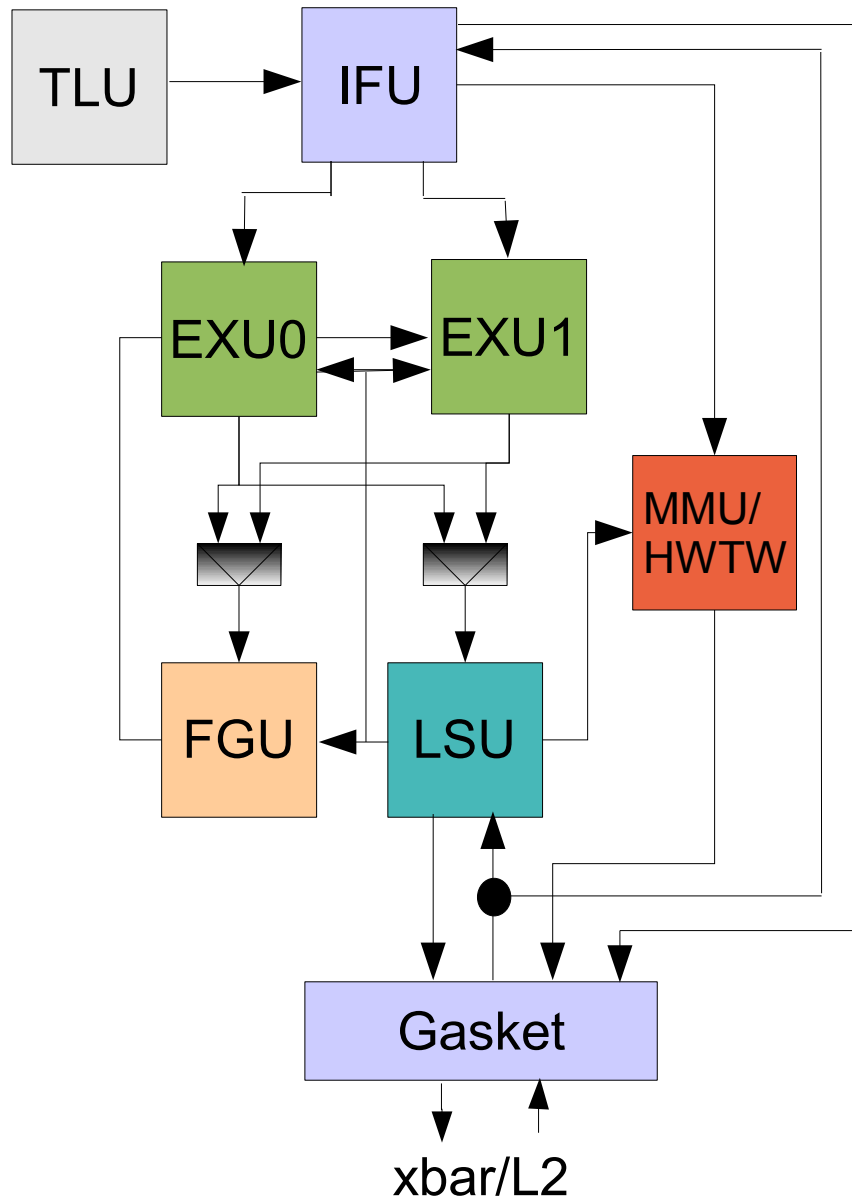 TLU
IFU
EXU0
EXU1
MMU/
HWTW
FGU
LSU
Gasket
xbar/L2